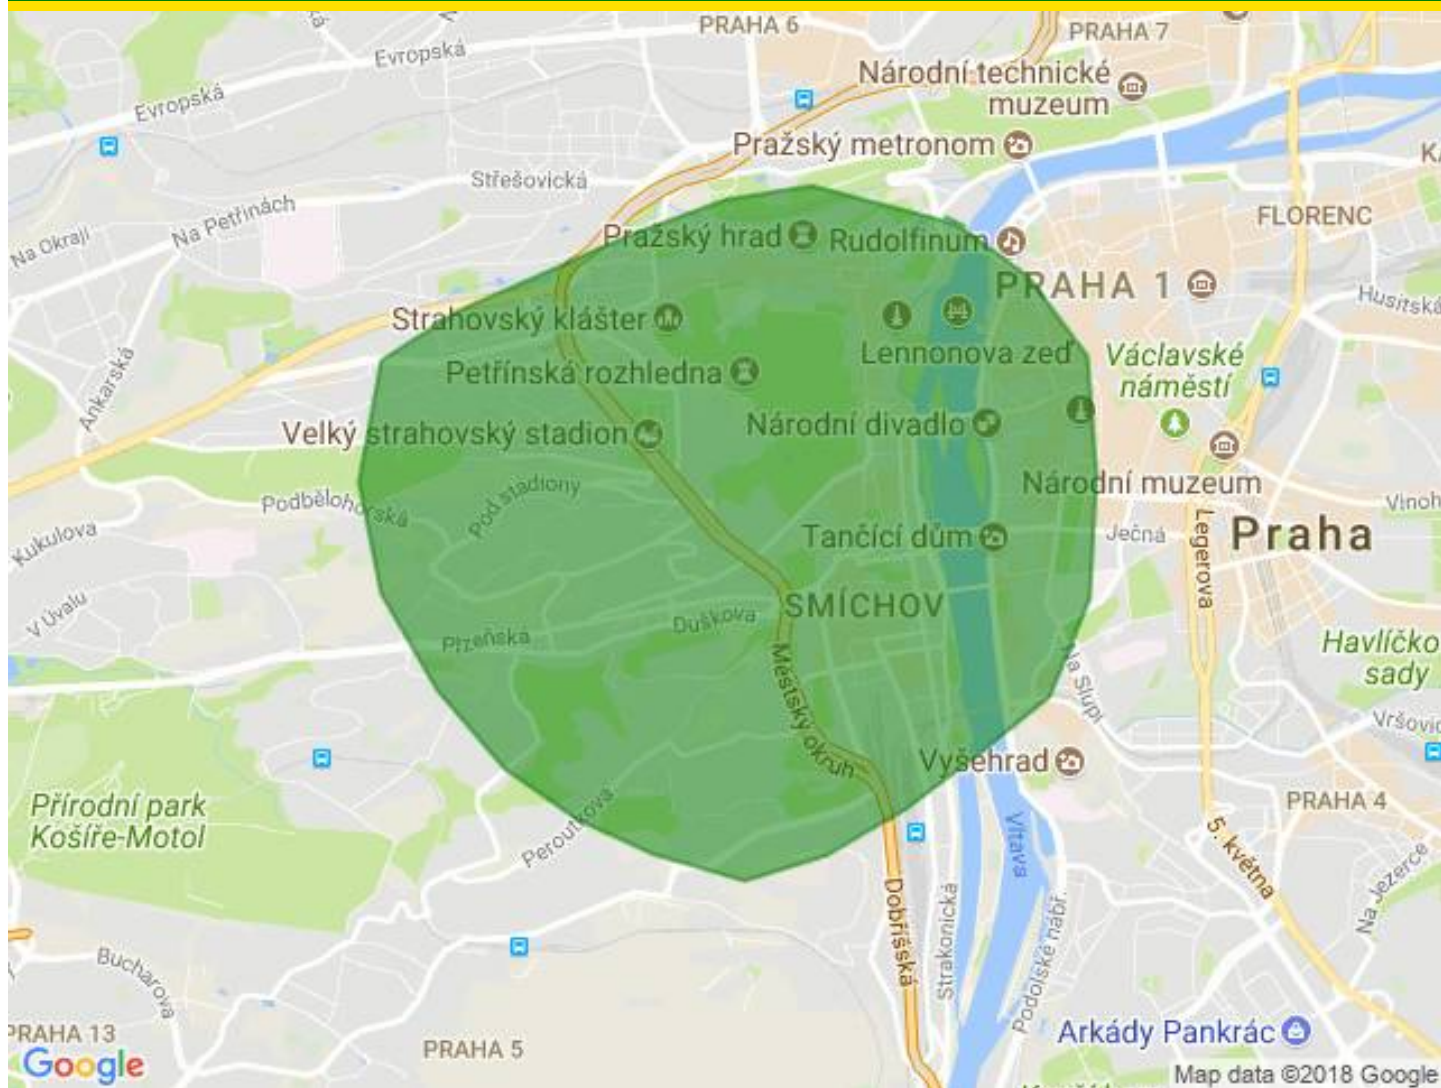 PRAHA 6
PRAHA 7
Evropská
Národní technické
muzeum
Evropská
Pražský metronom
Střešovická
Na Petřinách
FLORENC
Na Okraji
Pražský hrad
Rudolfinum
PRAHA 1
Husitská
Strahovský klášter
Lennonova zeď
Václavské
náměstí
Ankarská
Petřínská rozhledna
Velký strahovský stadion
Národní divadlo
Národní muzeum
Pod stadiony
Podbělohorská
Vinoh
Kukulova
Tančící dům
Ječná
Praha
Legerova
V Úvalu
SMÍCHOV
Duškova
Plzeňská
Havlíčko
sady
Na Slupi
Městský okruh
Vršovic
Vyšehrad
Přírodní park
Košíře-Motol
Peroutkova
PRAHA 4
Vltava
5. května
Na Jezerce
Dobříšská
Strakonická
Podolské nábř.
Bucharova
PRAHA 13
PRAHA 5
Arkády Pankrác
Google
Map data ©2018 Google